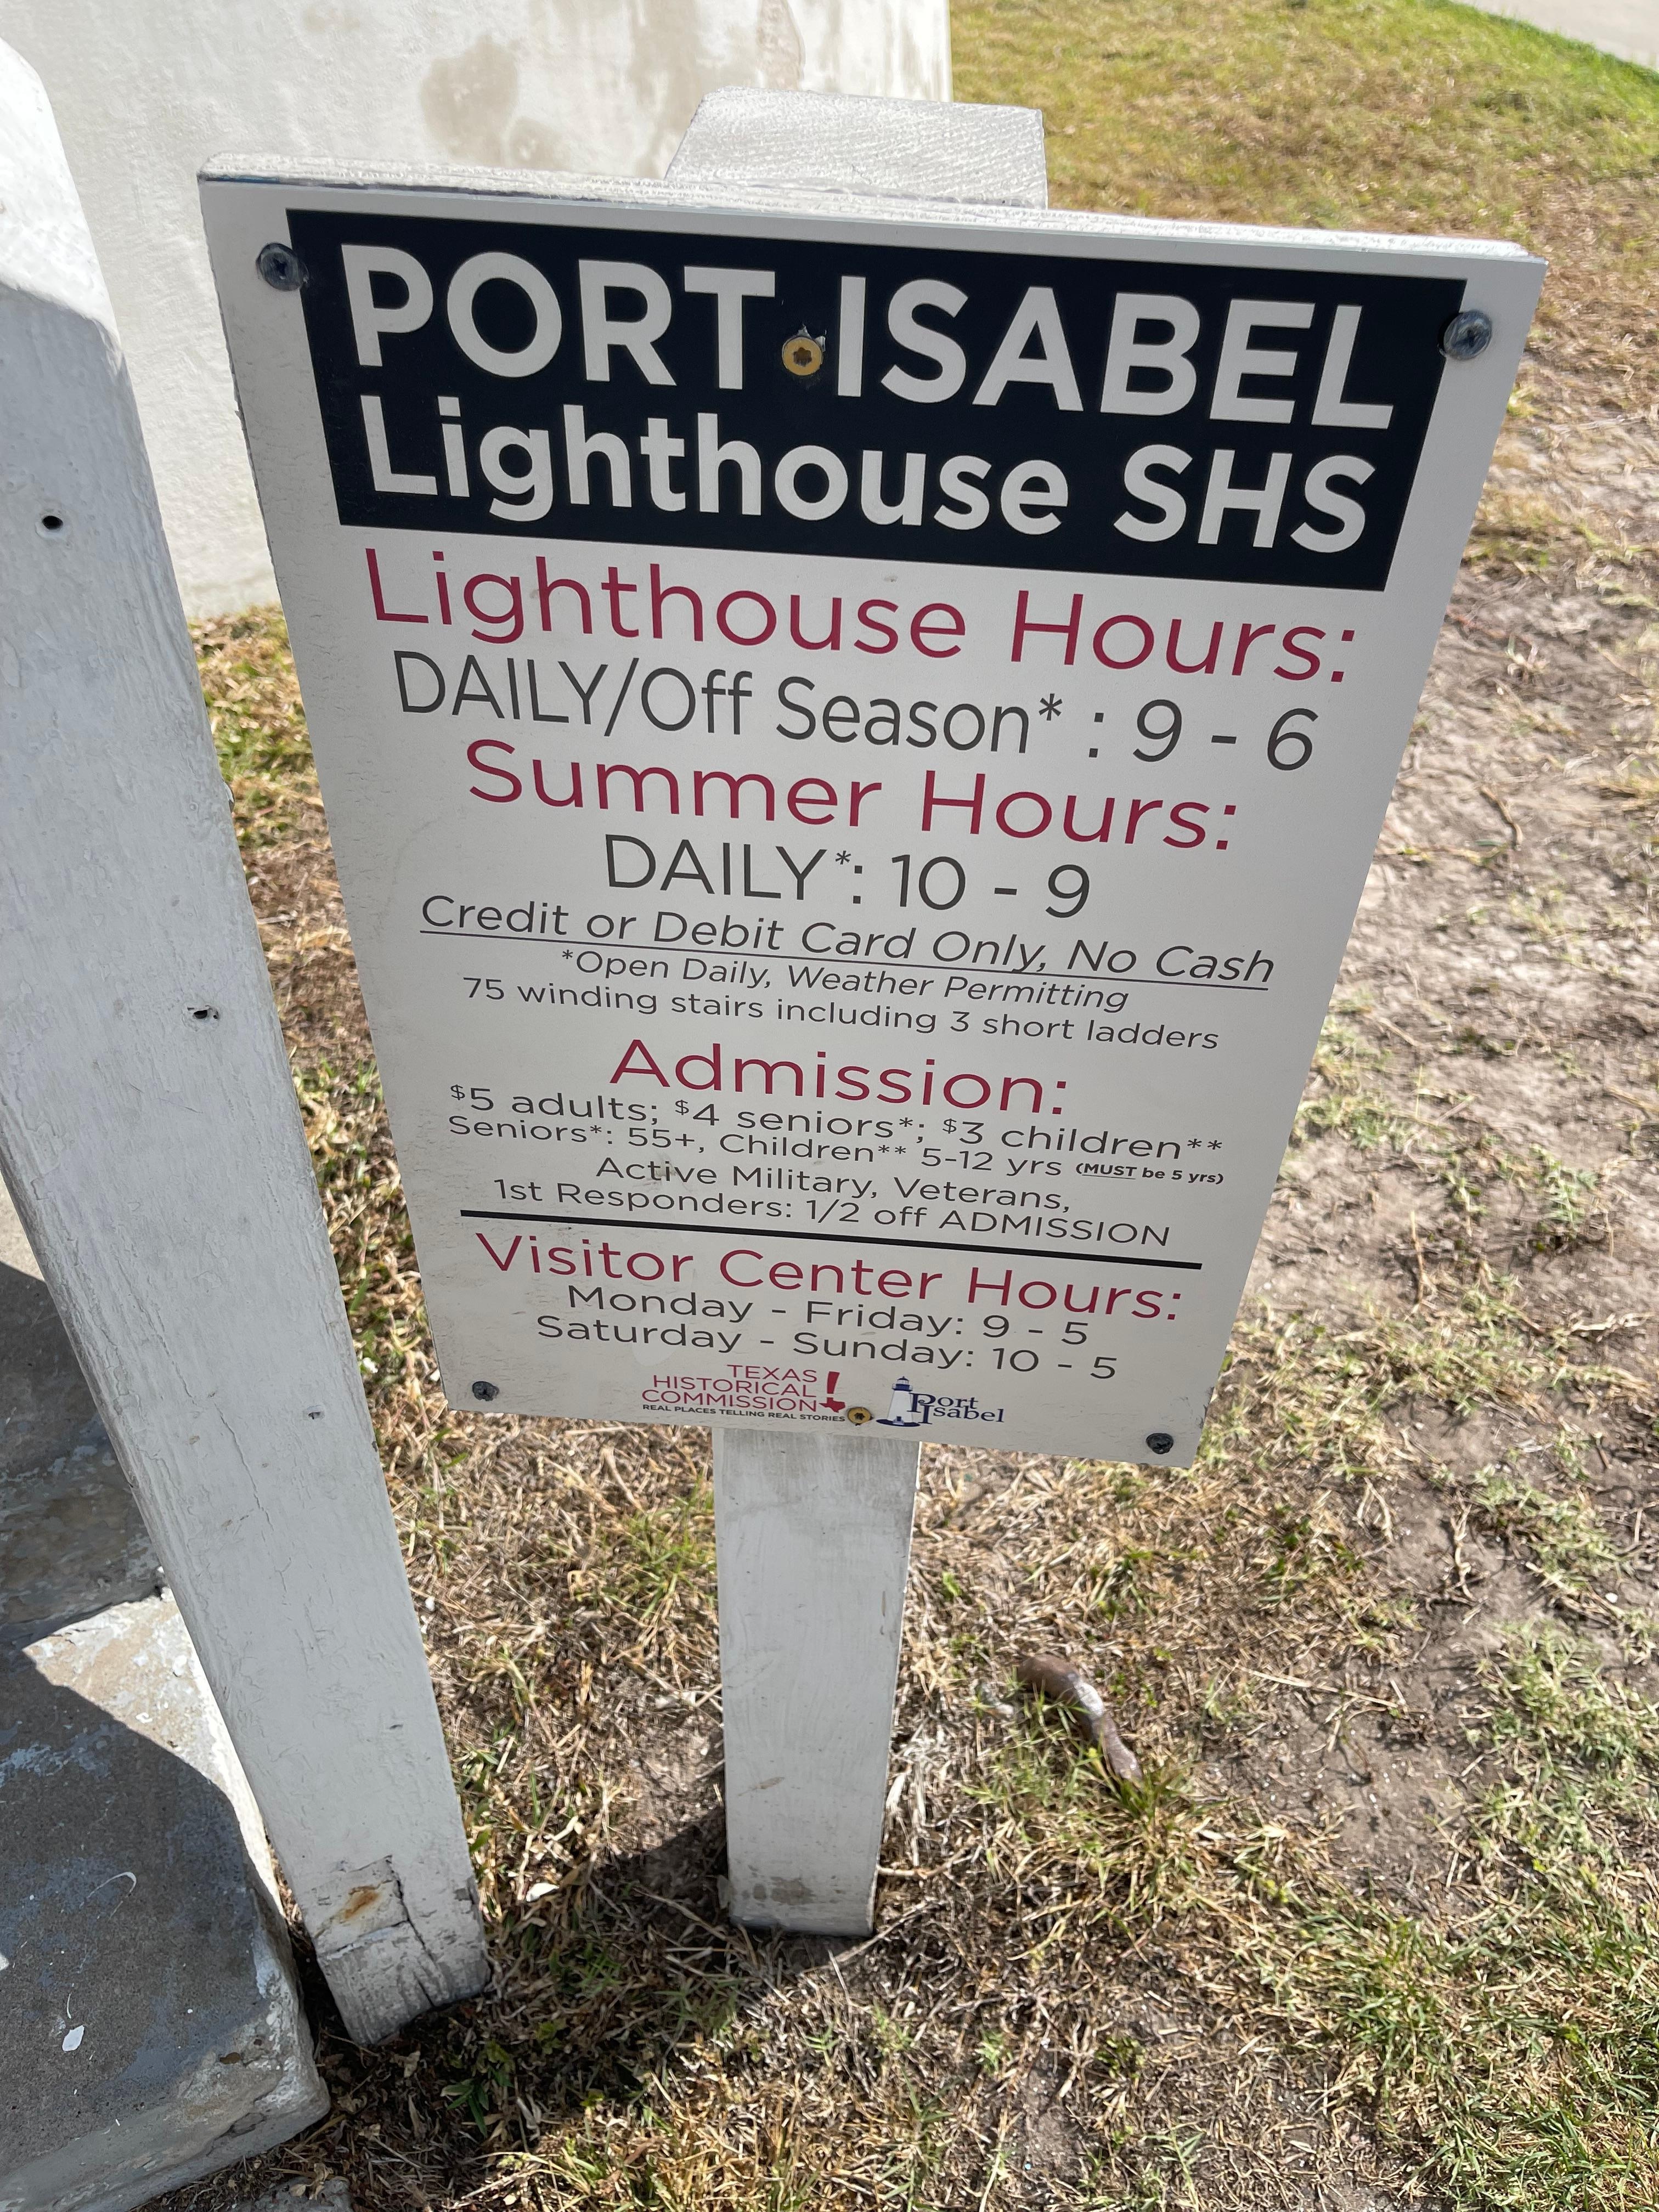 PORT ISABEL
Lighthouse SHS
Lighthouse Hours:
DAILY/Off Season* : 9 - 6
Summer Hours:
DAILY*: 10 - 9
Credit or Debit Card Only, No Cash
*Open Daily, Weather Permitting
75 winding stairs including 3 short ladders
Admission:
$5 adults; $4 seniors*; $3 children**
Seniors*: 55+, Children** 5-12 yrs (MUST be 5 yrs)
Active Military, Veterans,
1st Responders: 1/2 off ADMISSION
Visitor Center Hours:
Monday - Friday: 9 - 5
Saturday - Sunday: 10 - 5
TEXAS
HISTORICAL
COMMISSION
REAL PLACES TELLING REAL STORIES
Port
Isabel